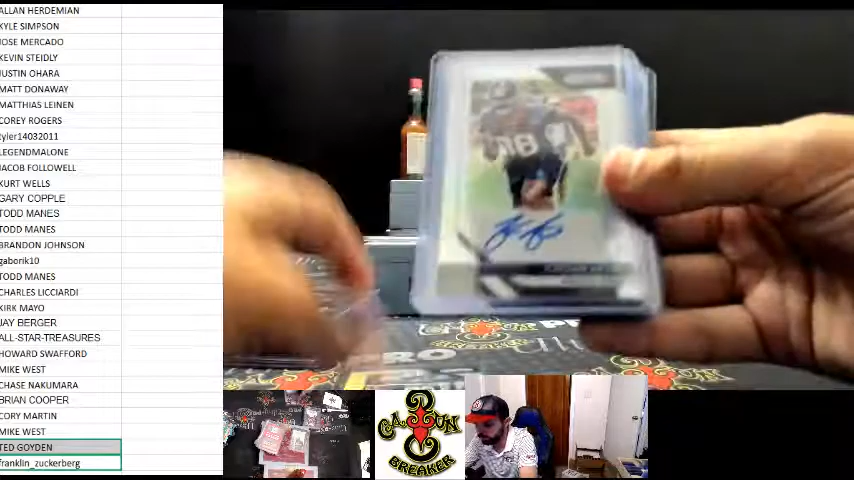 ALLAN HERDEMIAN
KYLE SIMPSON
JOSE MERCADO
KEVIN STEIDLY
JUSTIN OHARA
MATT DONAWAY
MATTHIAS LEINEN
COREY ROGERS
tyler14032011
LEGENDMALONE
JACOB FOLLOWELL
KURT WELLS
GARY COPPLE
TODD MANES
TODD MANES
BRANDON JOHNSON
gaborik10
TODD MANES
CHARLES LICCIARDI
KIRK MAYO
JAY BERGER
ALL-STAR-TREASURES
HOWARD SWAFFORD
MIKE WEST
CHASE NAKUMARA
BRIAN COOPER
CORY MARTIN
MIKE WEST
TED GOYDEN
franklin_zuckerberg
18
PRO
CAJUN
BREAKER